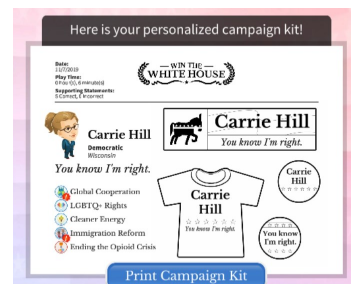 Here is your personalized campaign kit!
Date:
11/7/2019
Play Time:
0 hour(s), 6 minute(s)
Supporting Statements:
5 Correct, 0 Incorrect
WIN THE
WHITE HOUSE
Carrie Hill
Democratic
Wisconsin
You know I'm right.
Global Cooperation
LGBTQ+ Rights
Cleaner Energy
Immigration Reform
Ending the Opioid Crisis
Carrie Hill
You know I'm right.
Carrie
Hill
You know I'm right.
Carrie
Hill
You know
I'm right.
Print Campaign Kit